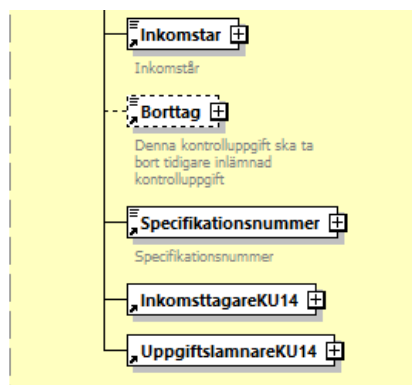 Inkomstar
Inkomstår
Borttag
Denna kontrolluppgift ska ta
bort tidigare inlämnad
kontrolluppgift
Specifikationsnummer
Specifikationsnummer
InkomsttagareKU14
UppgiftslamnareKU14